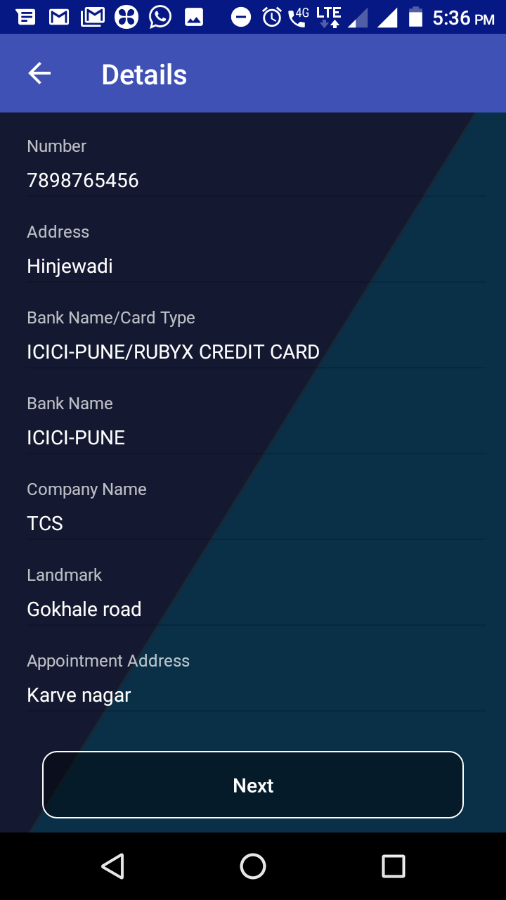 4G LTE 5:36 PM
Details
Number
7898765456
Address
Hinjewadi
Bank Name/Card Type
ICICI-PUNE/RUBYX CREDIT CARD
Bank Name
ICICI-PUNE
Company Name
TCS
Landmark
Gokhale road
Appointment Address
Karve nagar
Next